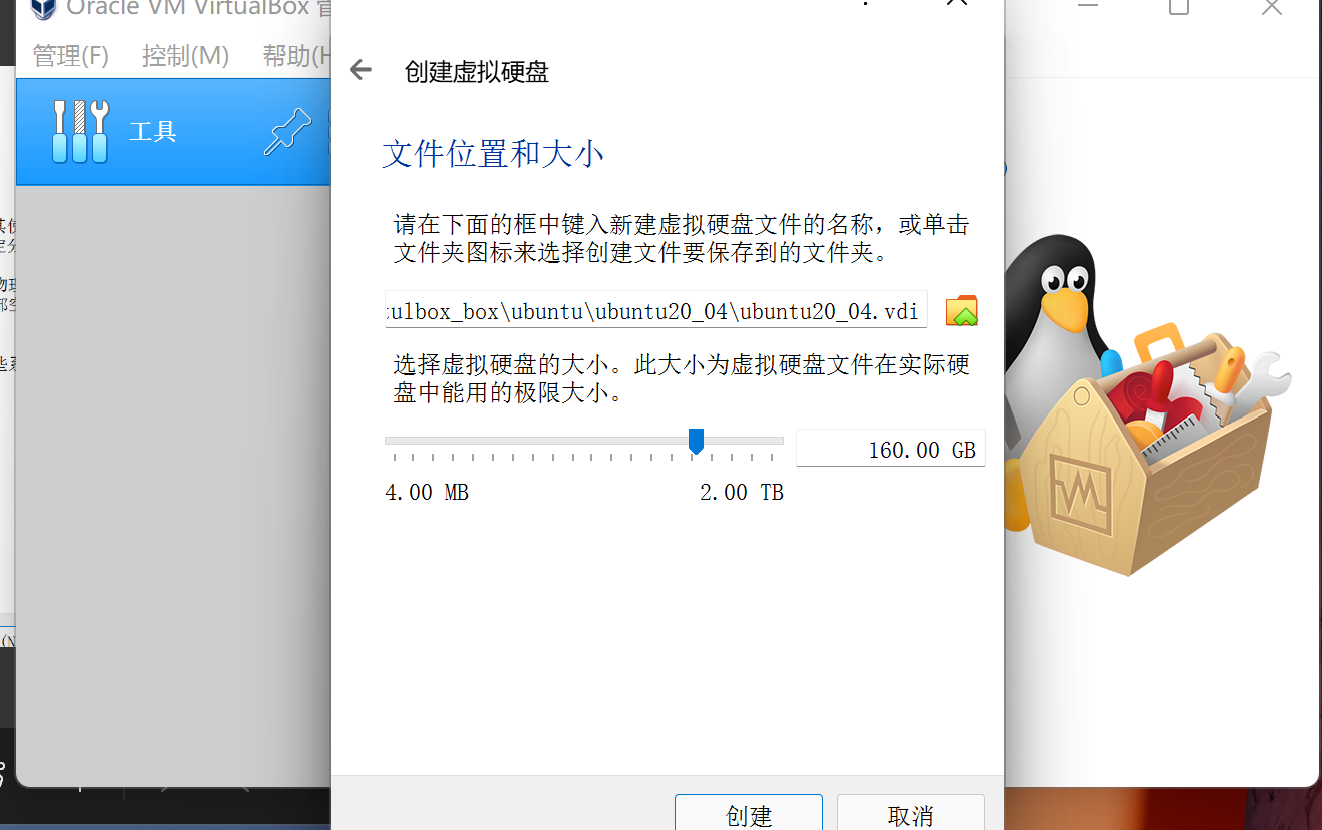 Oracle VM VirtualBox 管
管理(F) 控制(M) 帮助(H
工具
创建虚拟硬盘
文件位置和大小
请在下面的框中键入新建虚拟硬盘文件的名称，或单击
文件夹图标来选择创建文件要保存到的文件夹。
ulbox_box\ubuntu\ubuntu20_04\ubuntu20_04.vdi
选择虚拟硬盘的大小。此大小为虚拟硬盘文件在实际硬
盘中能用的极限大小。
160.00 GB
4.00 MB 2.00 TB
(N
创建 取消